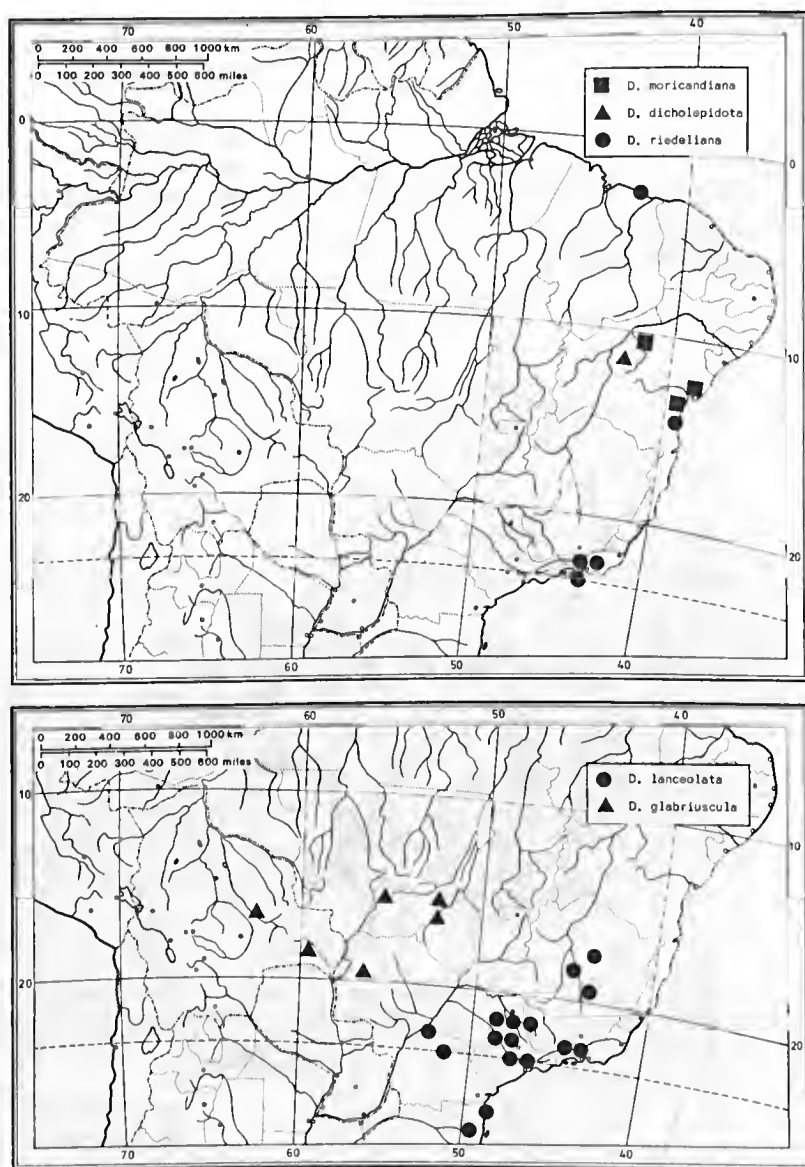 70 60 50 40
0 200 400 600 800 1000 km
0 100 200 300 400 500 600 miles
■ D. moricandiana
▲ D. dicholepidota
● D. riedeliana
0 0
10 10
20 20
70 60 50 40
70 60 50 40
0 200 400 600 800 1000 km
0 100 200 300 400 500 600 miles
● D. lanceolata
▲ D. glabriuscula
10 10
20 20
70 60 50 40